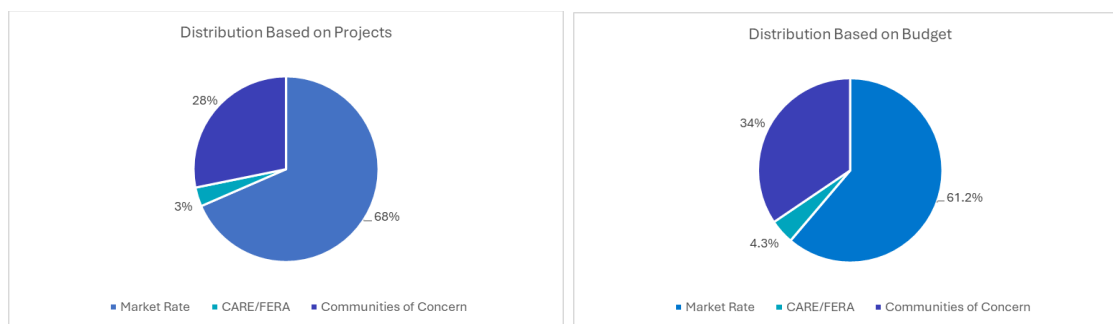 Distribution Based on Projects
28%
3%
68%
Market Rate CARE/FERA Communities of Concern
Distribution Based on Budget
34%
61.2%
4.3%
Market Rate CARE/FERA Communities of Concern